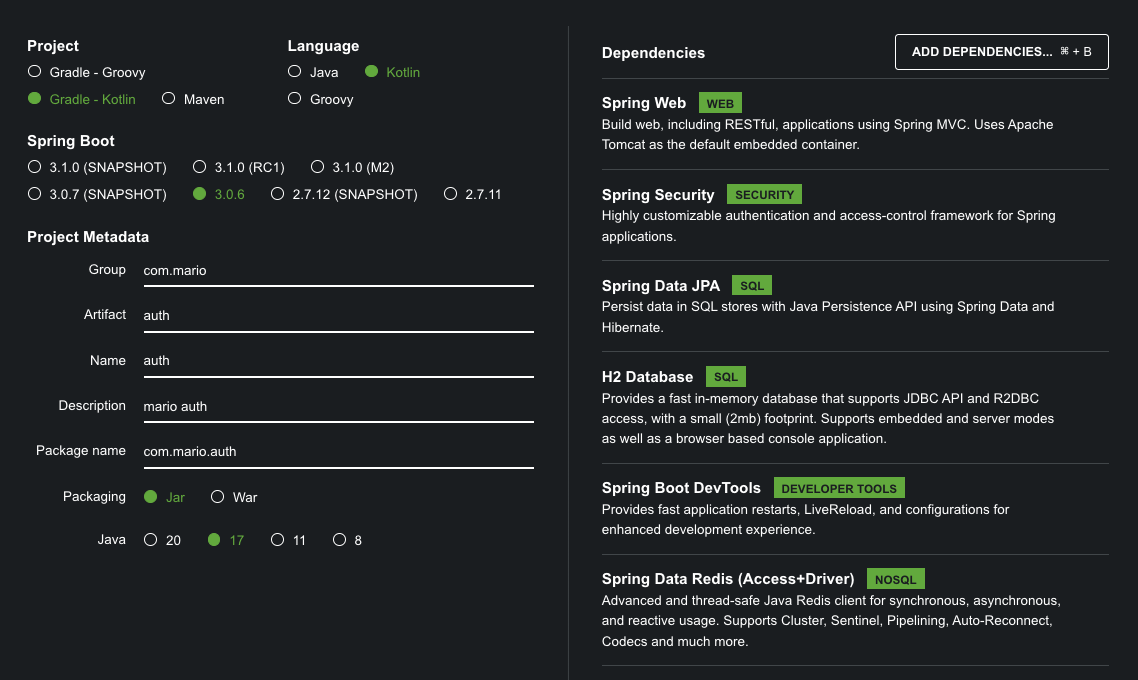 Project
Gradle - Groovy
Gradle - Kotlin Maven
Language
Java Kotlin
Groovy
Spring Boot
3.1.0 (SNAPSHOT) 3.1.0 (RC1) 3.1.0 (M2)
3.0.7 (SNAPSHOT) 3.0.6 2.7.12 (SNAPSHOT) 2.7.11
Project Metadata
Group com.mario
Artifact auth
Name auth
Description mario auth
Package name com.mario.auth
Packaging Jar War
Java 20 17 11 8
Dependencies
ADD DEPENDENCIES... ⌘ + B
Spring Web WEB
Build web, including RESTful, applications using Spring MVC. Uses Apache
Tomcat as the default embedded container.
Spring Security SECURITY
Highly customizable authentication and access-control framework for Spring
applications.
Spring Data JPA SQL
Persist data in SQL stores with Java Persistence API using Spring Data and
Hibernate.
H2 Database SQL
Provides a fast in-memory database that supports JDBC API and R2DBC
access, with a small (2mb) footprint. Supports embedded and server modes
as well as a browser based console application.
Spring Boot DevTools DEVELOPER TOOLS
Provides fast application restarts, LiveReload, and configurations for
enhanced development experience.
Spring Data Redis (Access+Driver) NOSQL
Advanced and thread-safe Java Redis client for synchronous, asynchronous,
and reactive usage. Supports Cluster, Sentinel, Pipelining, Auto-Reconnect,
Codecs and much more.